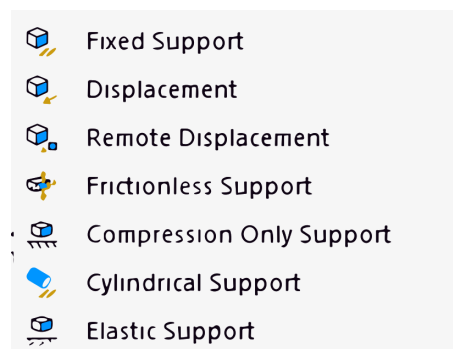 Fixed Support
Displacement
Remote Displacement
Frictionless Support
Compression Only Support
Cylindrical Support
Elastic Support